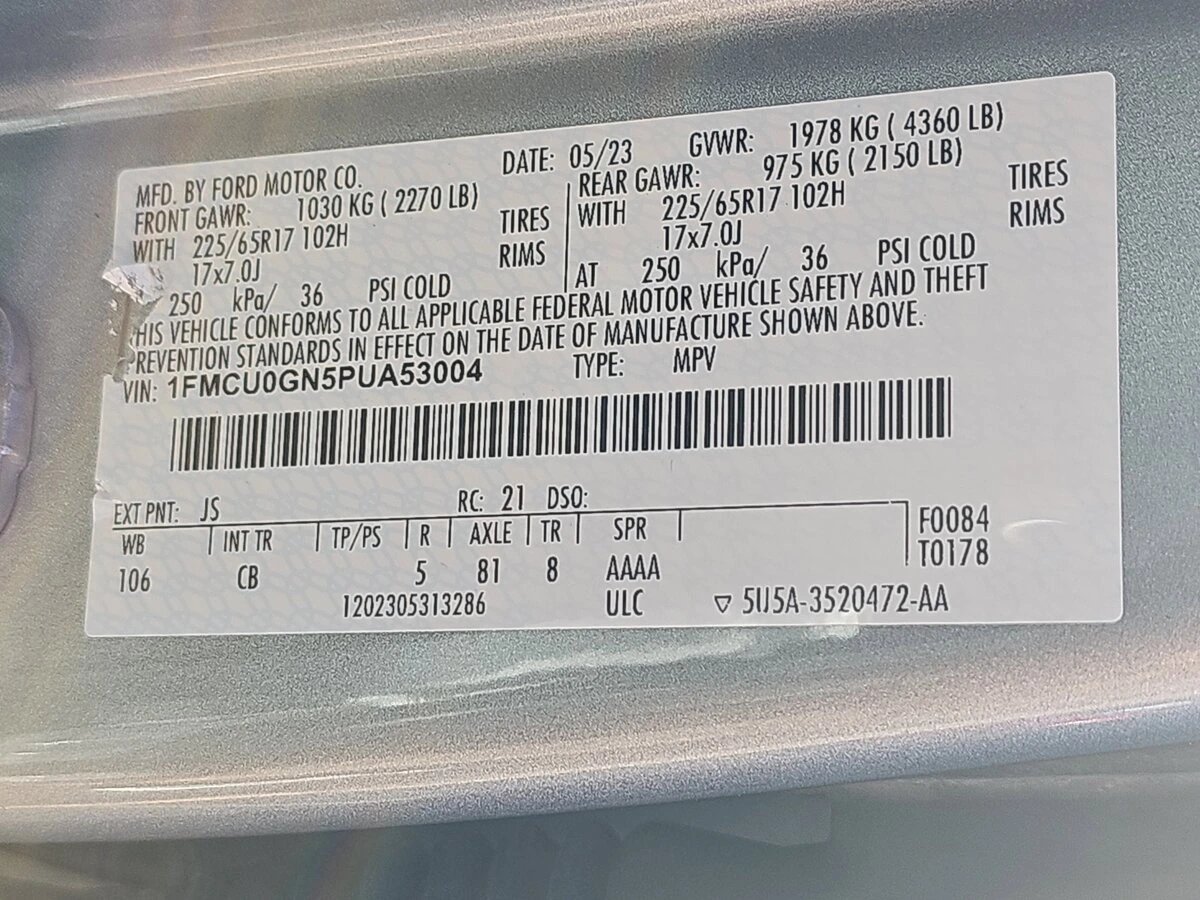 MFD. BY FORD MOTOR CO. DATE: 05/23 GVWR: 1978 KG ( 4360 LB)
FRONT GAWR: 1030 KG ( 2270 LB) REAR GAWR: 975 KG ( 2150 LB)
WITH 225/65R17 102H TIRES WITH 225/65R17 102H TIRES
17x7.0J RIMS 17x7.0J RIMS
250 kPa/ 36 PSI COLD AT 250 kPa/ 36 PSI COLD
HIS VEHICLE CONFORMS TO ALL APPLICABLE FEDERAL MOTOR VEHICLE SAFETY AND THEFT
PREVENTION STANDARDS IN EFFECT ON THE DATE OF MANUFACTURE SHOWN ABOVE.
VIN: 1FMCU0GN5PUA53004 TYPE: MPV
EXT PNT: JS RC: 21 DSO:
WB INT TR TP/PS R AXLE TR SPR F0084
106 CB 5 81 8 AAAA T0178
1202305313286 ULC ▽ 5U5A-3520472-AA